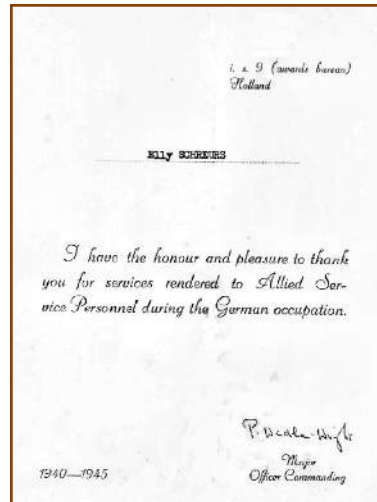 i. s. 9 (awards bureau)
Holland
Elly SCHREURS
I have the honour and pleasure to thank
you for services rendered to Allied Ser-
vice Personnel during the German occupation.
Major
1940—1945
Officer Commanding